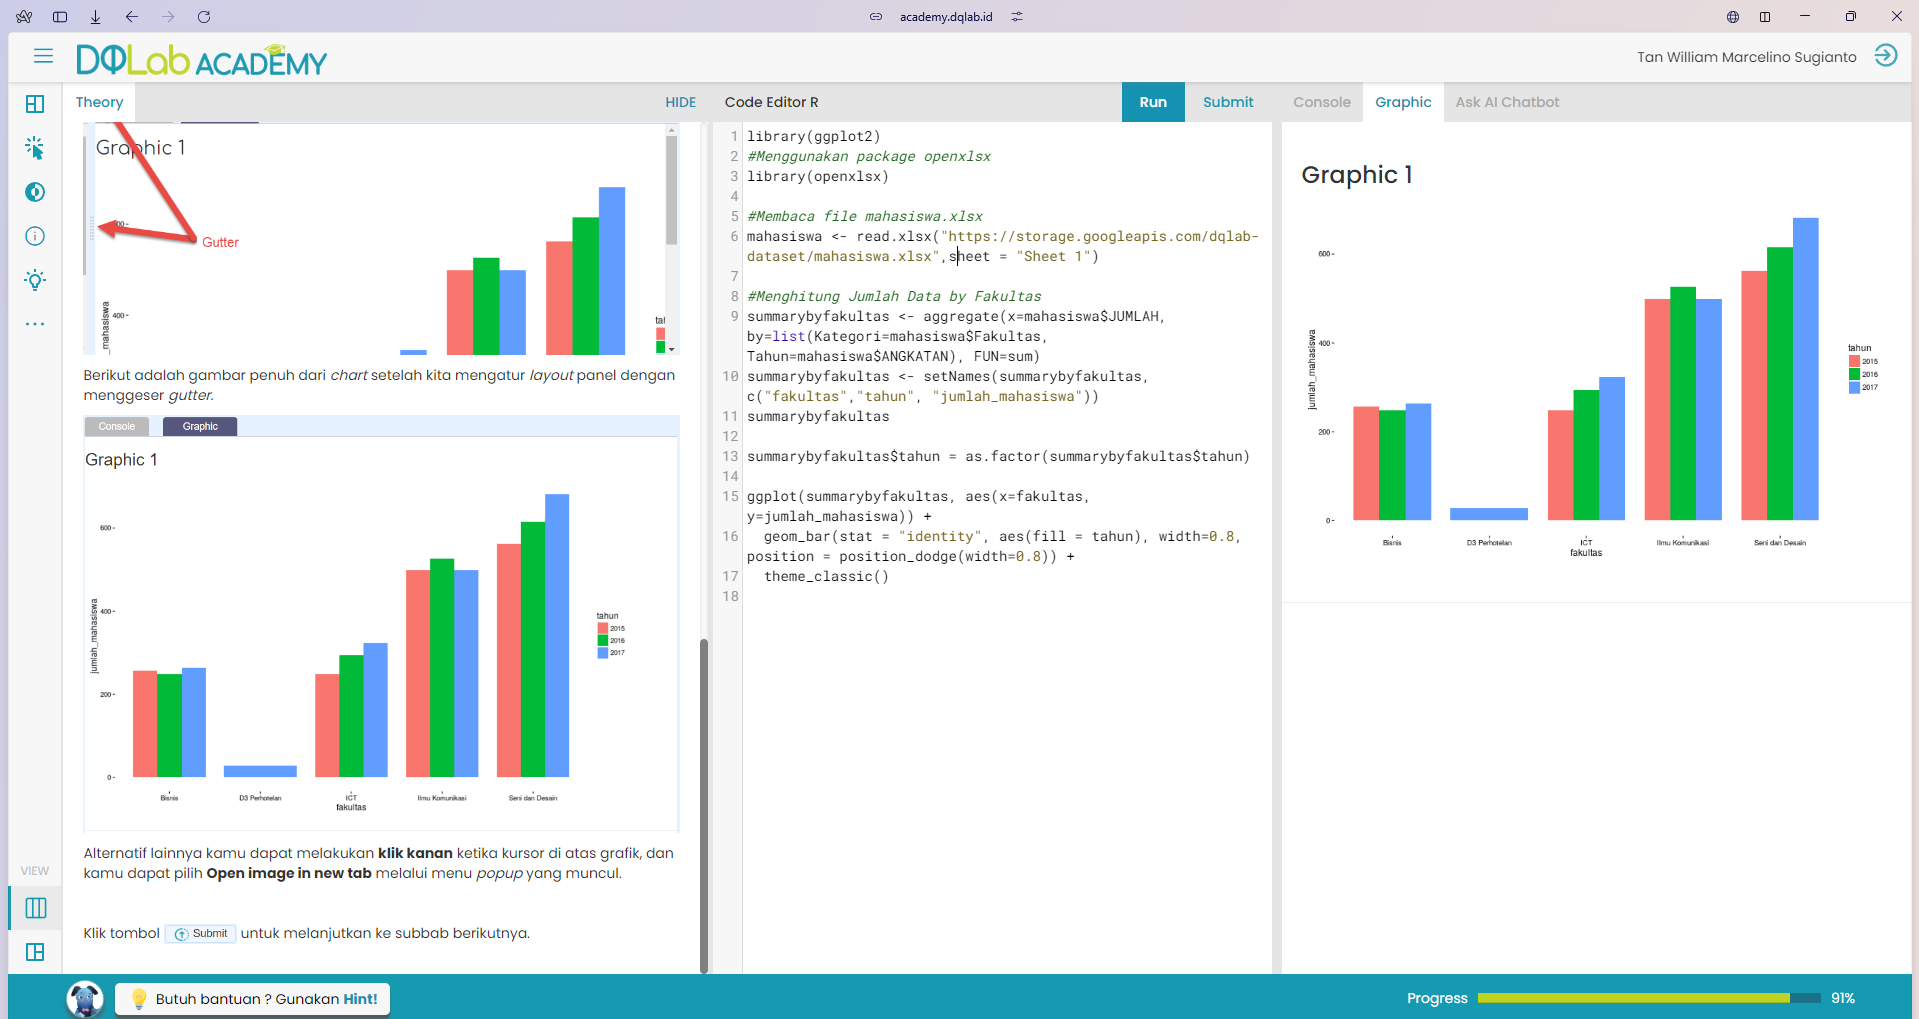 academy.dqlab.id
DQLab ACADEMY
Tan William Marcelino Sugianto
Theory
HIDE
Graphic 1
Gutter
400-
_mahasiswa
tal
Berikut adalah gambar penuh dari chart setelah kita mengatur layout panel dengan
menggeser gutter.
Console
Graphic
Graphic 1
600-
400-
200-
0-
jumlah_mahasiswa
Bisnis
D3 Perhotelan
ICT
Ilmu Komunikasi
Seni dan Desain
fakultas
tahun
2015
2016
2017
Alternatif lainnya kamu dapat melakukan klik kanan ketika kursor di atas grafik, dan
kamu dapat pilih Open image in new tab melalui menu popup yang muncul.
Klik tombol Submit untuk melanjutkan ke subbab berikutnya.
VIEW
Code Editor R
Run
Submit
1 library(ggplot2)
2 #Menggunakan package openxlsx
3 library(openxlsx)
4
5 #Membaca file mahasiswa.xlsx
6 mahasiswa <- read.xlsx("https://storage.googleapis.com/dqlab-
dataset/mahasiswa.xlsx",sheet = "Sheet 1")
7
8 #Menghitung Jumlah Data by Fakultas
9 summarybyfakultas <- aggregate(x=mahasiswa$JUMLAH,
by=list(Kategori=mahasiswa$Fakultas,
Tahun=mahasiswa$ANGKATAN), FUN=sum)
10 summarybyfakultas <- setNames(summarybyfakultas,
c("fakultas","tahun", "jumlah_mahasiswa"))
11 summarybyfakultas
12
13 summarybyfakultas$tahun = as.factor(summarybyfakultas$tahun)
14
15 ggplot(summarybyfakultas, aes(x=fakultas,
y=jumlah_mahasiswa)) +
16 geom_bar(stat = "identity", aes(fill = tahun), width=0.8,
position = position_dodge(width=0.8)) +
17 theme_classic()
18
Console
Graphic
Ask AI Chatbot
Graphic 1
600-
400-
200-
0-
jumlah_mahasiswa
Bisnis
D3 Perhotelan
ICT
Ilmu Komunikasi
Seni dan Desain
fakultas
tahun
2015
2016
2017
Butuh bantuan ? Gunakan Hint!
Progress
91%